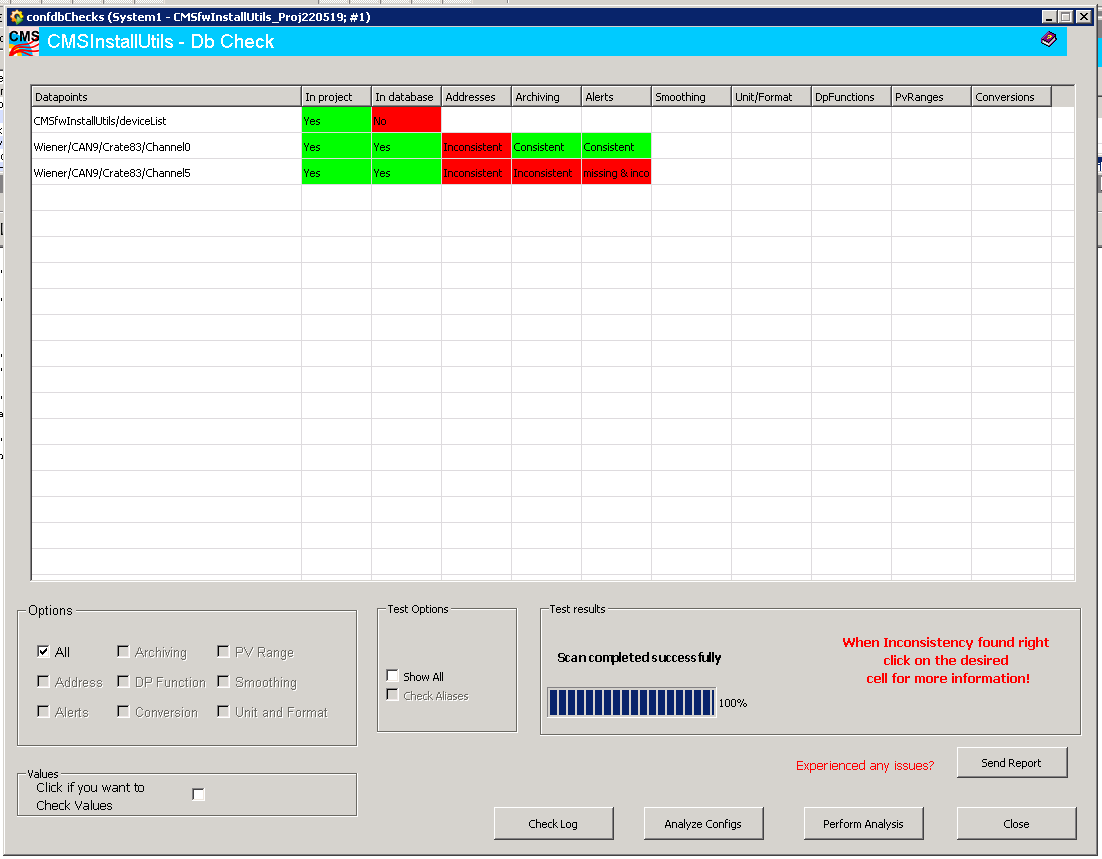 confdbChecks (System1 - CMSfwInstallUtils_Proj220519; #1)
CMS CMSInstallUtils - Db Check
Datapoints In project In database Addresses Archiving Alerts Smoothing Unit/Format DpFunctions PvRanges Conversions
CMSfwInstallUtils/deviceList Yes No
Wiener/CAN9/Crate83/Channel0 Yes Yes Inconsistent Consistent Consistent
Wiener/CAN9/Crate83/Channel5 Yes Yes Inconsistent Inconsistent missing & inco
Options
All Archiving PV Range
Address DP Function Smoothing
Alerts Conversion Unit and Format
Values
Click if you want to
Check Values
Test Options
Show All
Check Aliases
Test results
Scan completed successfully
100%
When Inconsistency found right
click on the desired
cell for more information!
Experienced any issues? Send Report
Check Log Analyze Configs Perform Analysis Close